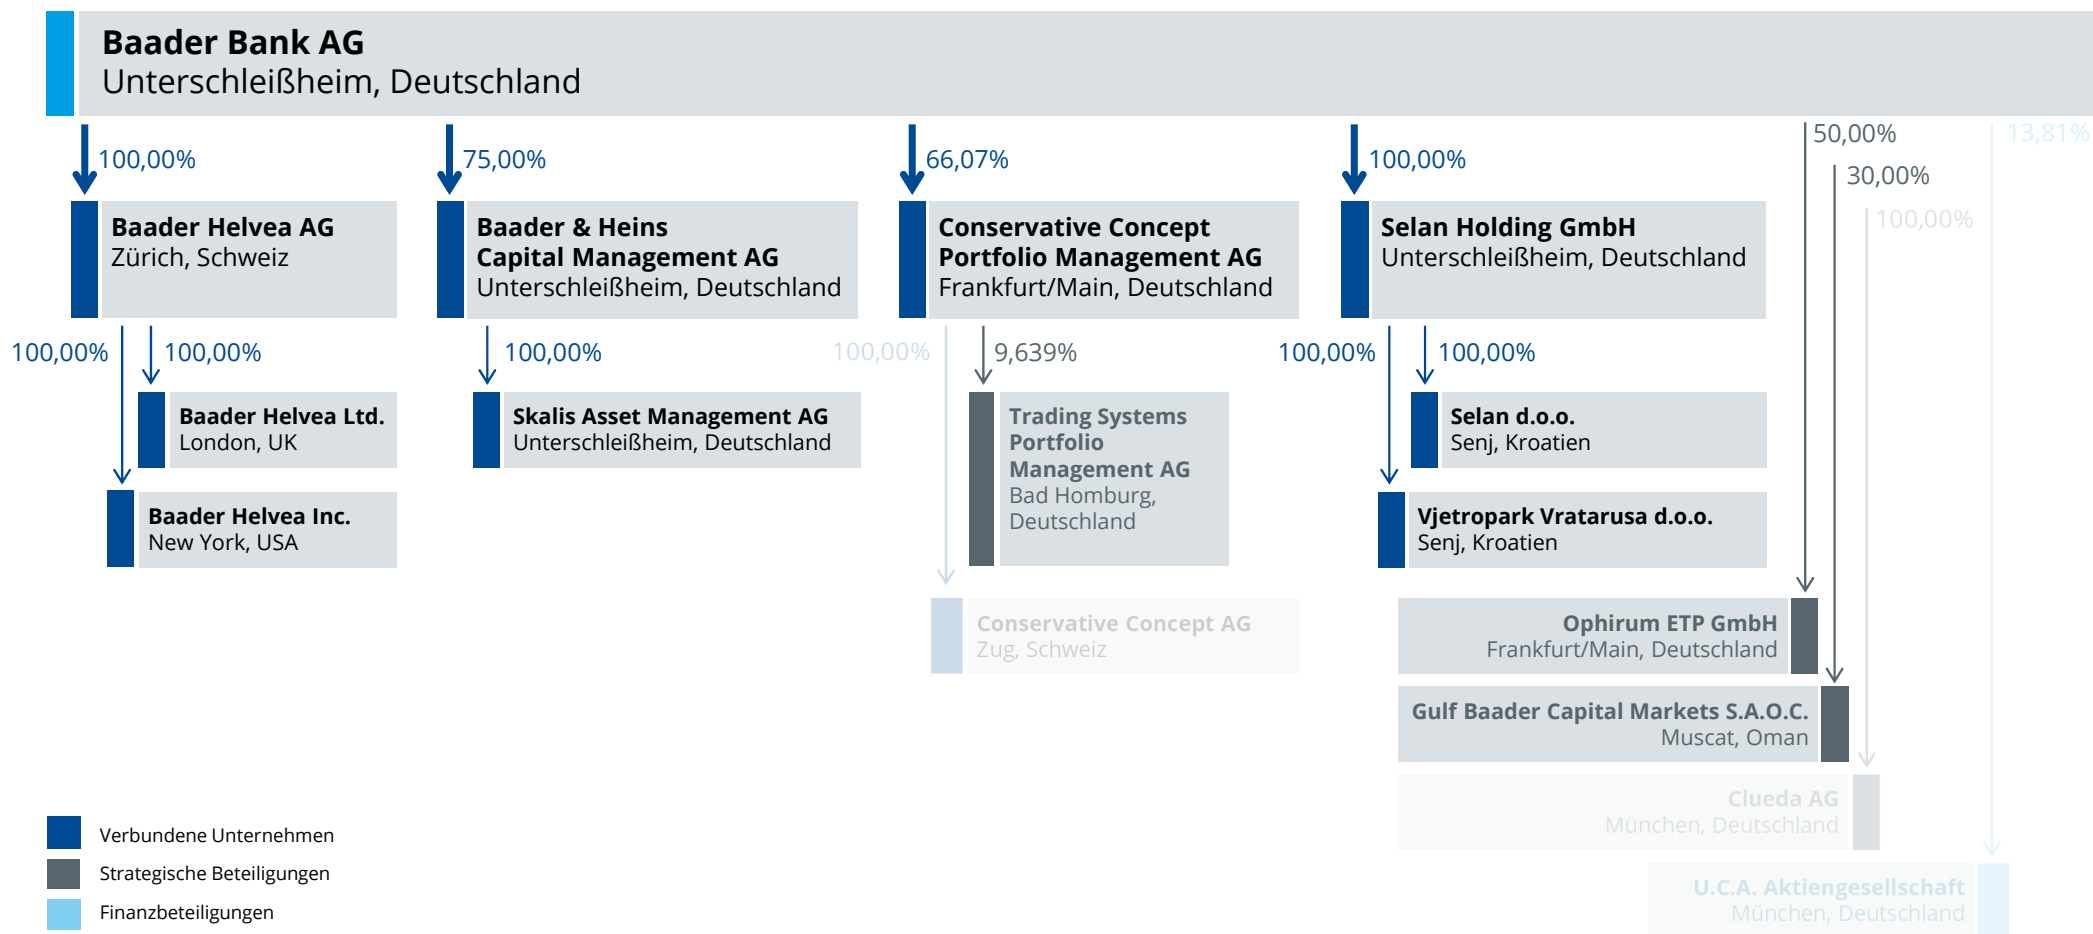 Baader Bank AG
Unterschleißheim, Deutschland
100,00%
75,00%
66,07%
100,00%
50,00%
13,81%
30,00%
100,00%
Baader Helvea AG
Zürich, Schweiz
Baader & Heins
Capital Management AG
Unterschleißheim, Deutschland
Conservative Concept
Portfolio Management AG
Frankfurt/Main, Deutschland
Selan Holding GmbH
Unterschleißheim, Deutschland
100,00%
100,00%
100,00%
100,00%
9,639%
100,00%
100,00%
Baader Helvea Ltd.
London, UK
Baader Helvea Inc.
New York, USA
Skalis Asset Management AG
Unterschleißheim, Deutschland
Trading Systems
Portfolio
Management AG
Bad Homburg,
Deutschland
Conservative Concept AG
Zug, Schweiz
Selan d.o.o.
Senj, Kroatien
Vjetropark Vratarusa d.o.o.
Senj, Kroatien
Ophirum ETP GmbH
Frankfurt/Main, Deutschland
Gulf Baader Capital Markets S.A.O.C.
Muscat, Oman
Clueda AG
München, Deutschland
U.C.A. Aktiengesellschaft
München, Deutschland
Verbundene Unternehmen
Strategische Beteiligungen
Finanzbeteiligungen